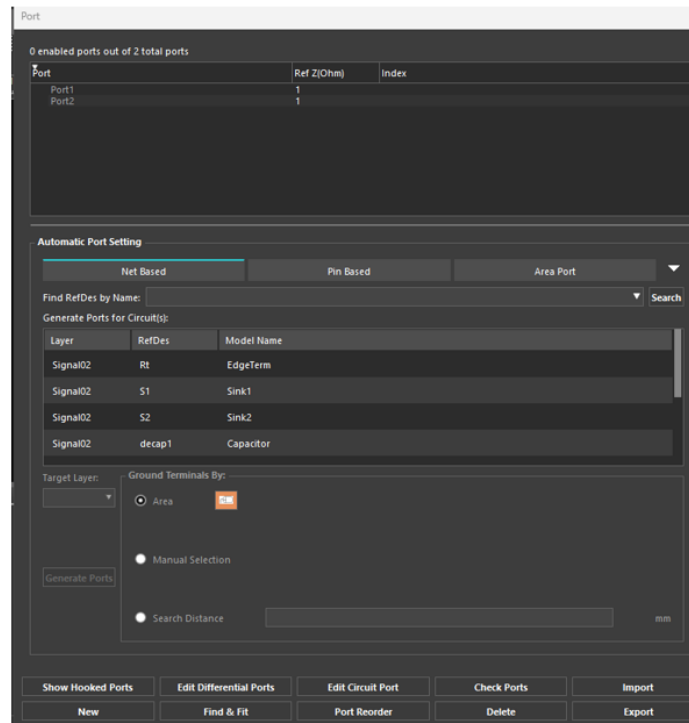 Port
0 enabled ports out of 2 total ports
Port Ref Z(Ohm) Index
Port1 1
Port2 1
Automatic Port Setting
Net Based Pin Based Area Port
Find RefDes by Name: Search
Generate Ports for Circuit(s):
Layer RefDes Model Name
Signal02 Rt EdgeTerm
Signal02 S1 Sink1
Signal02 S2 Sink2
Signal02 decap1 Capacitor
Target Layer: Ground Terminals By:
Area
Manual Selection
Generate Ports
Search Distance mm
Show Hooked Ports Edit Differential Ports Edit Circuit Port Check Ports Import
New Find & Fit Port Reorder Delete Export